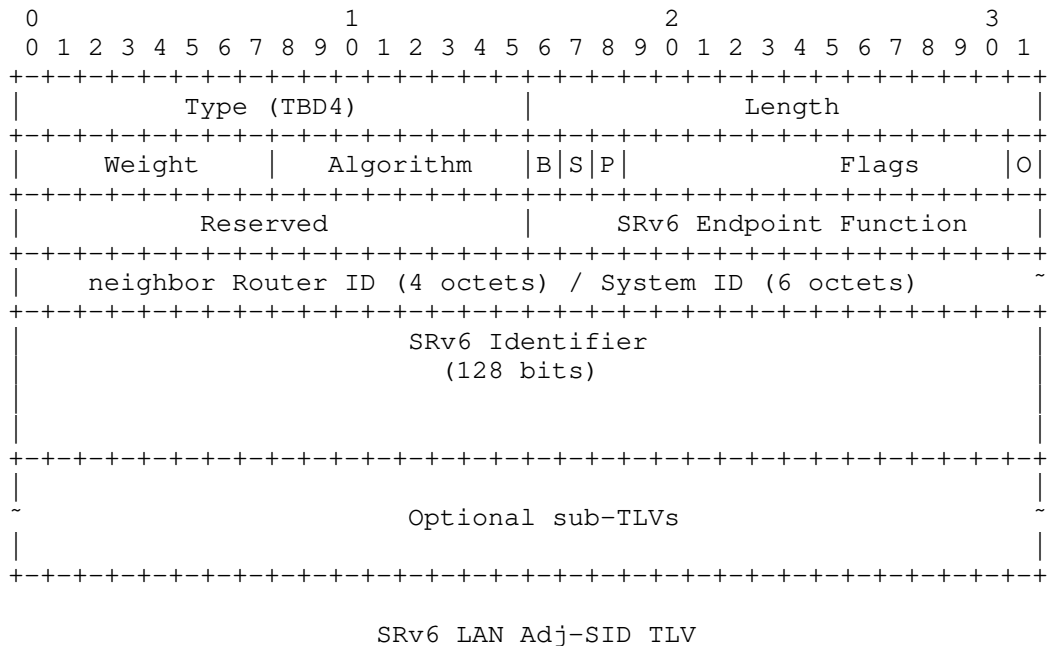 0                   1                   2                   3
 0 1 2 3 4 5 6 7 8 9 0 1 2 3 4 5 6 7 8 9 0 1 2 3 4 5 6 7 8 9 0 1
+-+-+-+-+-+-+-+-+-+-+-+-+-+-+-+-+-+-+-+-+-+-+-+-+-+-+-+-+-+-+-+-+
|          Type (TBD4)          |             Length            |
+-+-+-+-+-+-+-+-+-+-+-+-+-+-+-+-+-+-+-+-+-+-+-+-+-+-+-+-+-+-+-+-+
|     Weight    |   Algorithm   |B|S|P|             Flags     |O|
+-+-+-+-+-+-+-+-+-+-+-+-+-+-+-+-+-+-+-+-+-+-+-+-+-+-+-+-+-+-+-+-+
|           Reserved            |     SRv6 Endpoint Function    |
+-+-+-+-+-+-+-+-+-+-+-+-+-+-+-+-+-+-+-+-+-+-+-+-+-+-+-+-+-+-+-+-+
|    neighbor Router ID (4 octets) / System ID (6 octets)       ~
+-+-+-+-+-+-+-+-+-+-+-+-+-+-+-+-+-+-+-+-+-+-+-+-+-+-+-+-+-+-+-+-+
|                        SRv6 Identifier                        |
|                          (128 bits)                           |
|                                                               |
|                                                               |
+-+-+-+-+-+-+-+-+-+-+-+-+-+-+-+-+-+-+-+-+-+-+-+-+-+-+-+-+-+-+-+-+
|                                                               |
~                        Optional sub-TLVs                      ~
|                                                               |
+-+-+-+-+-+-+-+-+-+-+-+-+-+-+-+-+-+-+-+-+-+-+-+-+-+-+-+-+-+-+-+-+
                      SRv6 LAN Adj-SID TLV